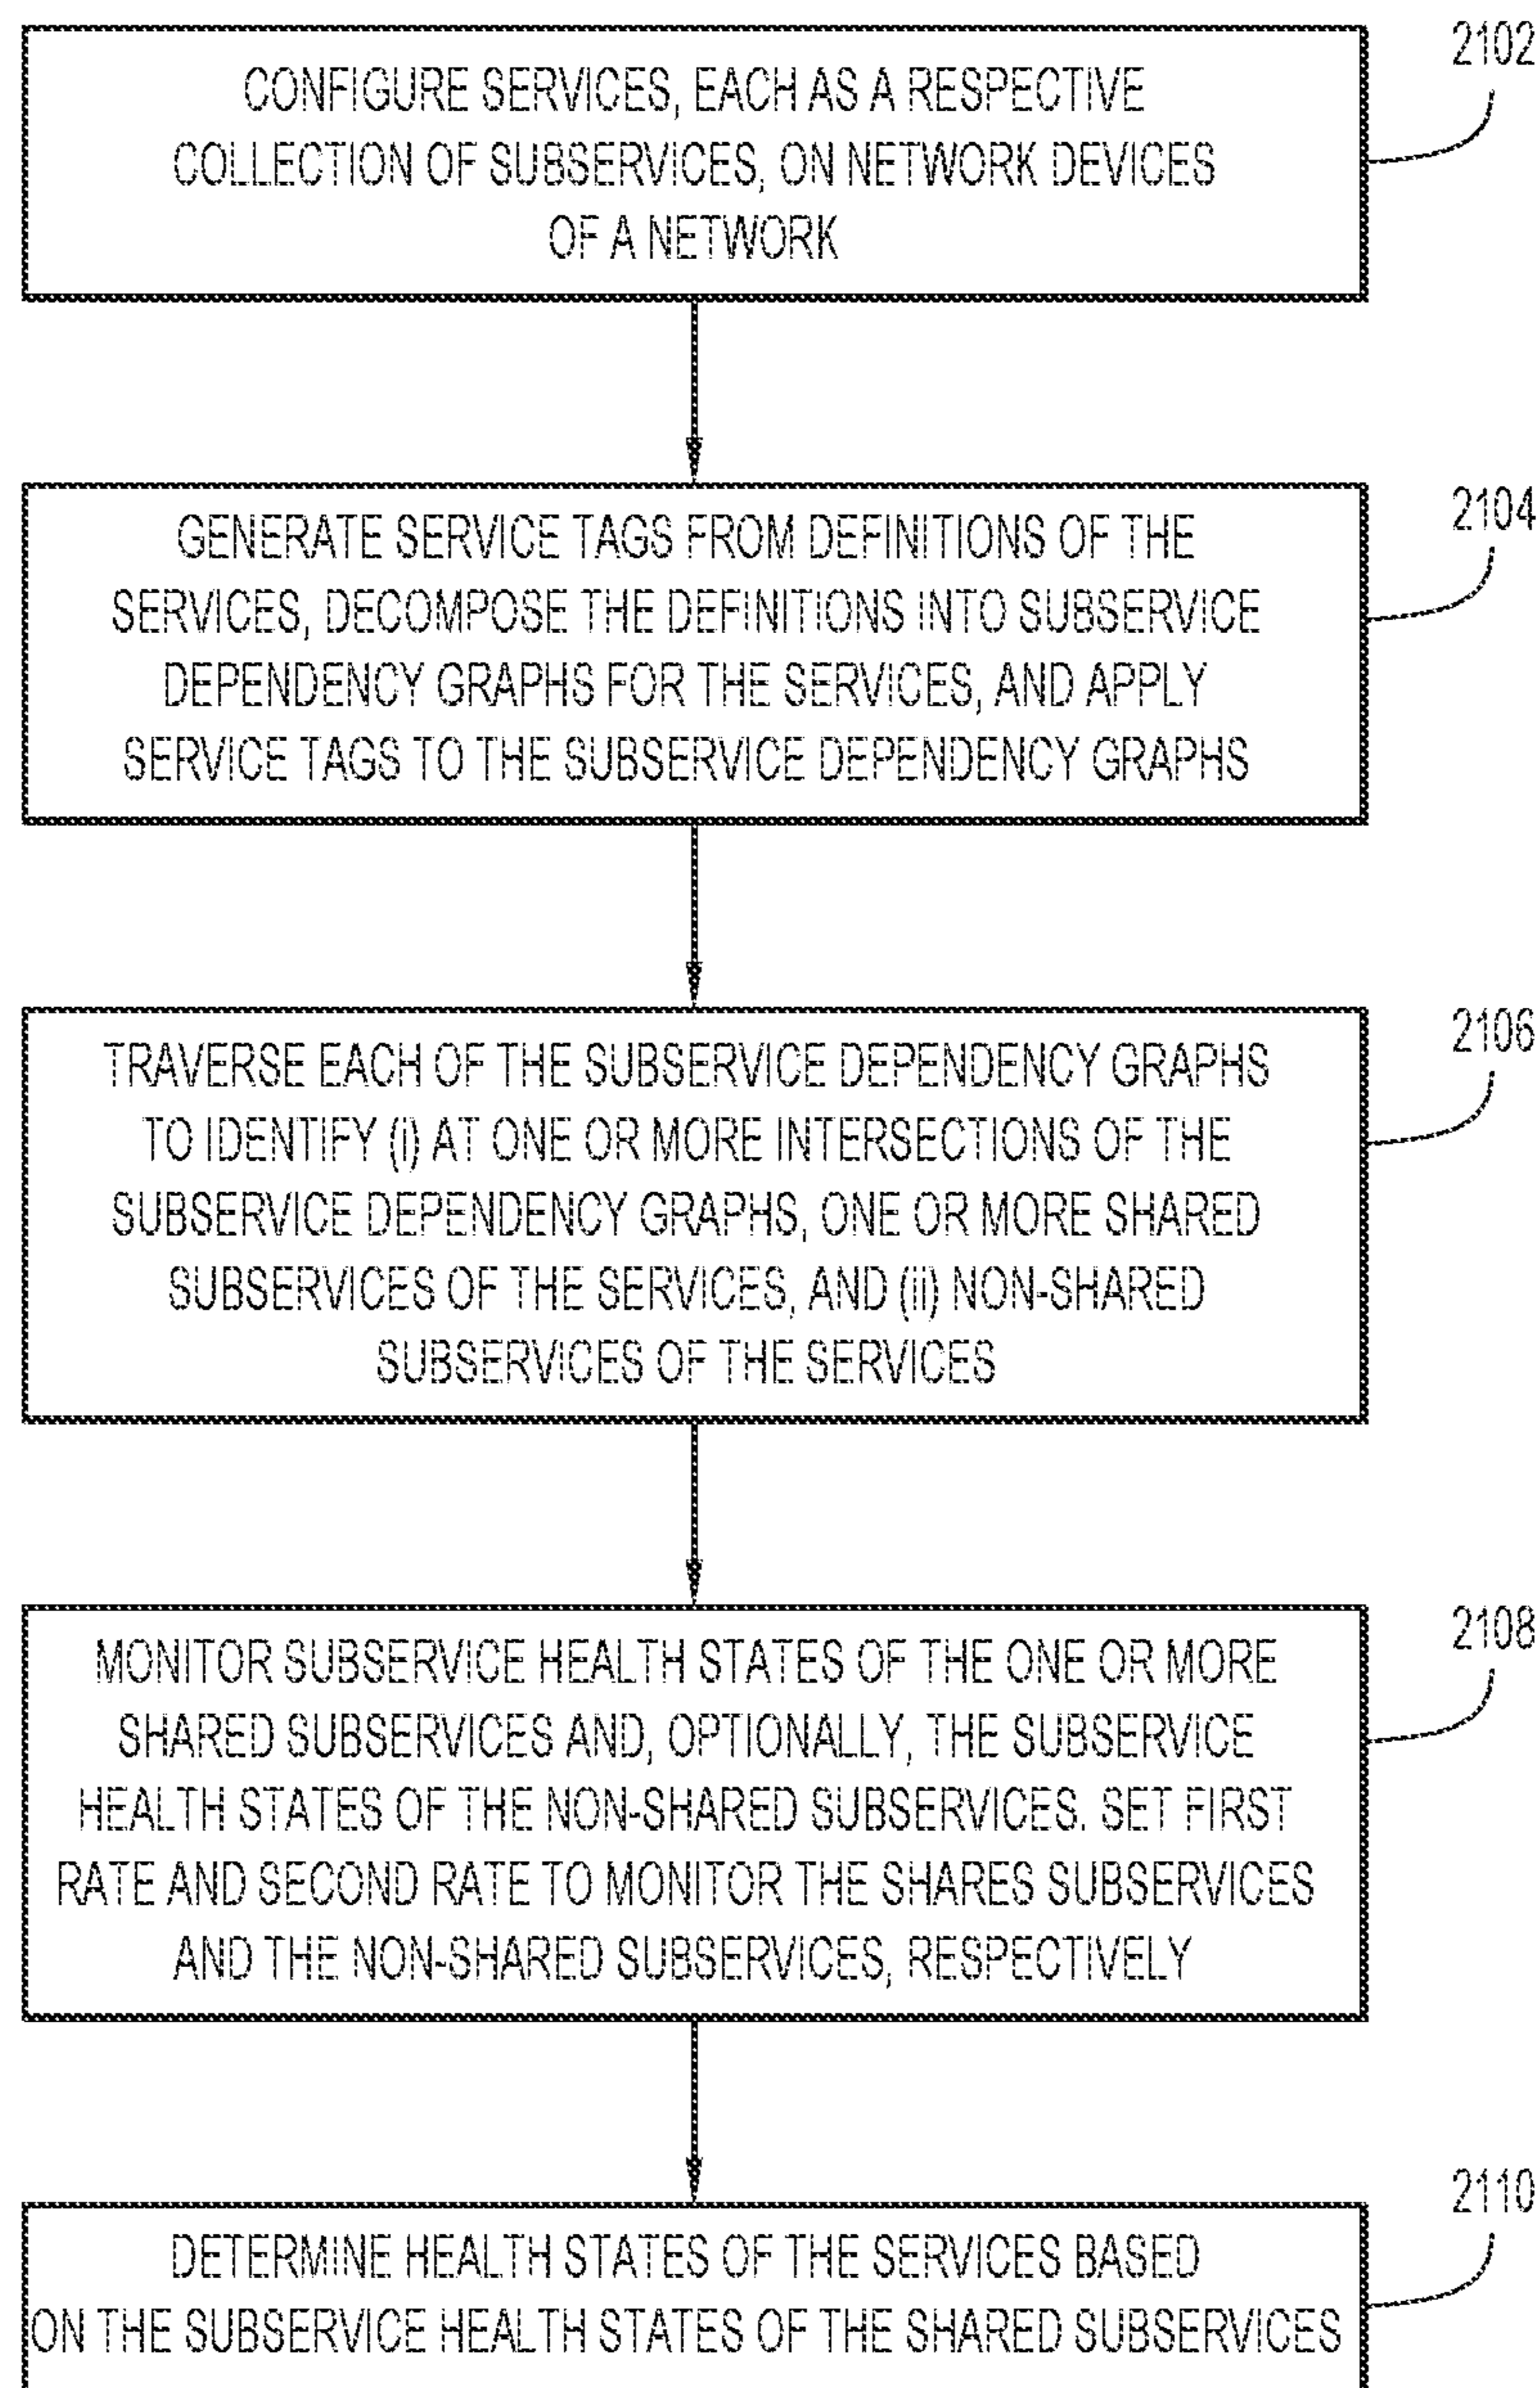 2102
CONFIGURE SERVICES, EACH AS A RESPECTIVE
COLLECTION OF SUBSERVICES, ON NETWORK DEVICES
OF A NETWORK
2104
GENERATE SERVICE TAGS FROM DEFINITIONS OF THE
SERVICES, DECOMPOSE THE DEFINITIONS INTO SUBSERVICE
DEPENDENCY GRAPHS FOR THE SERVICES, AND APPLY
SERVICE TAGS TO THE SUBSERVICE DEPENDENCY GRAPHS
2106
TRAVERSE EACH OF THE SUBSERVICE DEPENDENCY GRAPHS
TO IDENTIFY (i) AT ONE OR MORE INTERSECTIONS OF THE
SUBSERVICE DEPENDENCY GRAPHS, ONE OR MORE SHARED
SUBSERVICES OF THE SERVICES, AND (ii) NON-SHARED
SUBSERVICES OF THE SERVICES
2108
MONITOR SUBSERVICE HEALTH STATES OF THE ONE OR MORE
SHARED SUBSERVICES AND, OPTIONALLY, THE SUBSERVICE
HEALTH STATES OF THE NON-SHARED SUBSERVICES. SET FIRST
RATE AND SECOND RATE TO MONITOR THE SHARES SUBSERVICES
AND THE NON-SHARED SUBSERVICES, RESPECTIVELY
2110
DETERMINE HEALTH STATES OF THE SERVICES BASED
ON THE SUBSERVICE HEALTH STATES OF THE SHARED SUBSERVICES